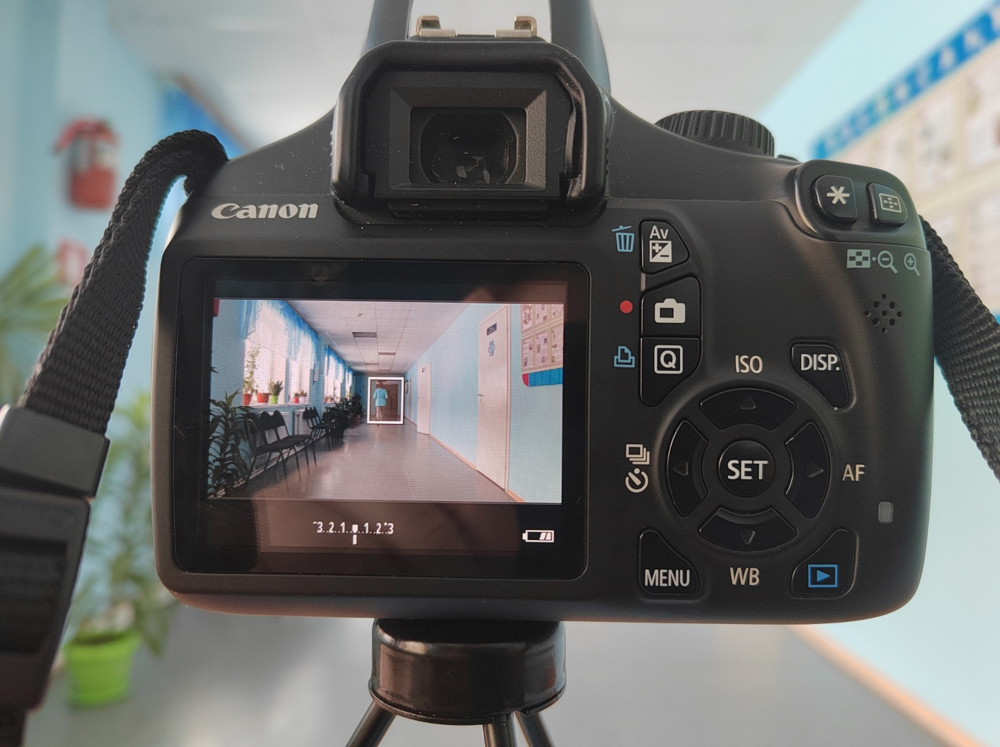 Canon
Av
Q
ISO
DISP.
SET
AF
MENU
WB
-3..2..1..0..1..2..+3